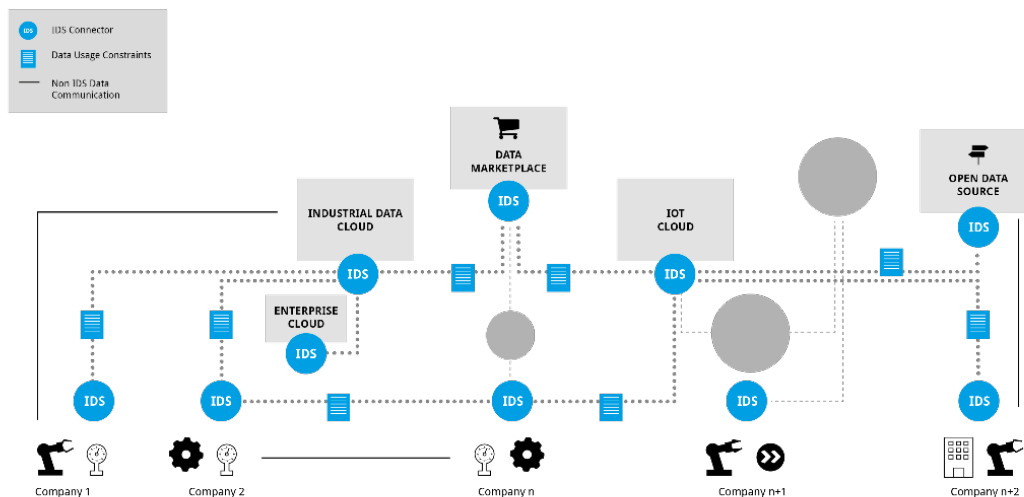 IDS
IDS Connector
Data Usage Constraints
Non IDS Data
Communication
DATA
MARKETPLACE
IDS
OPEN DATA
SOURCE
IDS
INDUSTRIAL DATA
CLOUD
IDS
IOT
CLOUD
IDS
ENTERPRISE
CLOUD
IDS
IDS
IDS
IDS
IDS
IDS
Company 1
Company 2
Company n
Company n+1
Company n+2